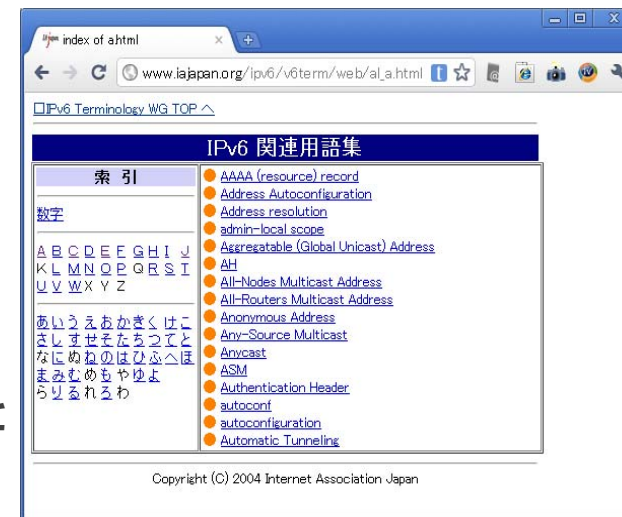 index of a.html
www.iajapan.org/ipv6/v6term/web/al_a.html
□IPv6 Terminology WG TOP へ
IPv6 関連用語集
索 引
数字
A B C D E F G H I J
K L M N O P Q R S T
U V W X Y Z
あ い う え お か き く け こ
さ し す せ そ た ち つ て と
な に ぬ ね の は ひ ふ へ ほ
ま み む め も や ゆ よ
ら り る れ ろ わ
AAAA (resource) record
Address Autoconfiguration
Address resolution
admin-local scope
Aggregatable (Global Unicast) Address
AH
All-Nodes Multicast Address
All-Routers Multicast Address
Anonymous Address
Any-Source Multicast
Anycast
ASM
Authentication Header
autoconf
autoconfiguration
Automatic Tunneling
Copyright (C) 2004 Internet Association Japan